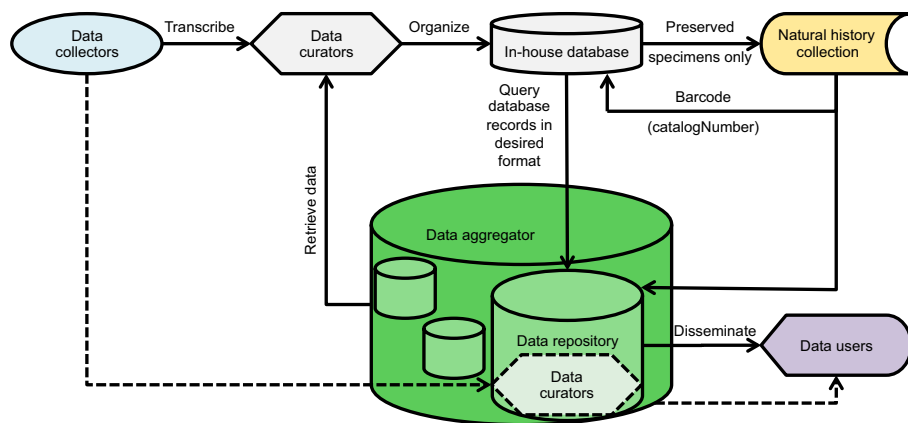 Data
collectors
Transcribe
Data
curators
Organize
In-house database
Preserved
specimens only
Natural history
collection
Barcode
(catalogNumber)
Query
database
records in
desired
format
Retrieve data
Data aggregator
Data repository
Disseminate
Data users
Data
curators